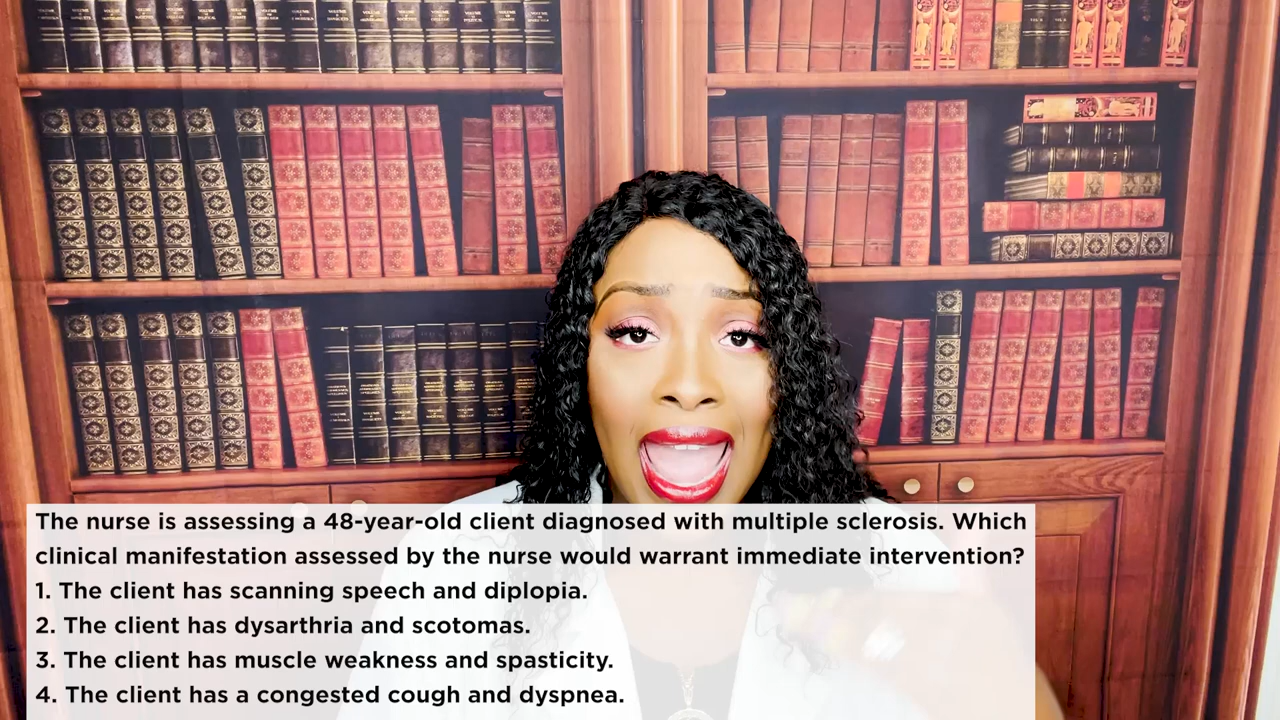 The nurse is assessing a 48-year-old client diagnosed with multiple sclerosis. Which
clinical manifestation assessed by the nurse would warrant immediate intervention?
1. The client has scanning speech and diplopia.
2. The client has dysarthria and scotomas.
3. The client has muscle weakness and spasticity.
4. The client has a congested cough and dyspnea.